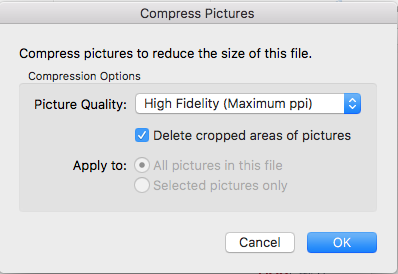 Compress Pictures
Compress pictures to reduce the size of this file.
Compression Options
Picture Quality: High Fidelity (Maximum ppi)
Delete cropped areas of pictures
Apply to: All pictures in this file
Selected pictures only
Cancel OK